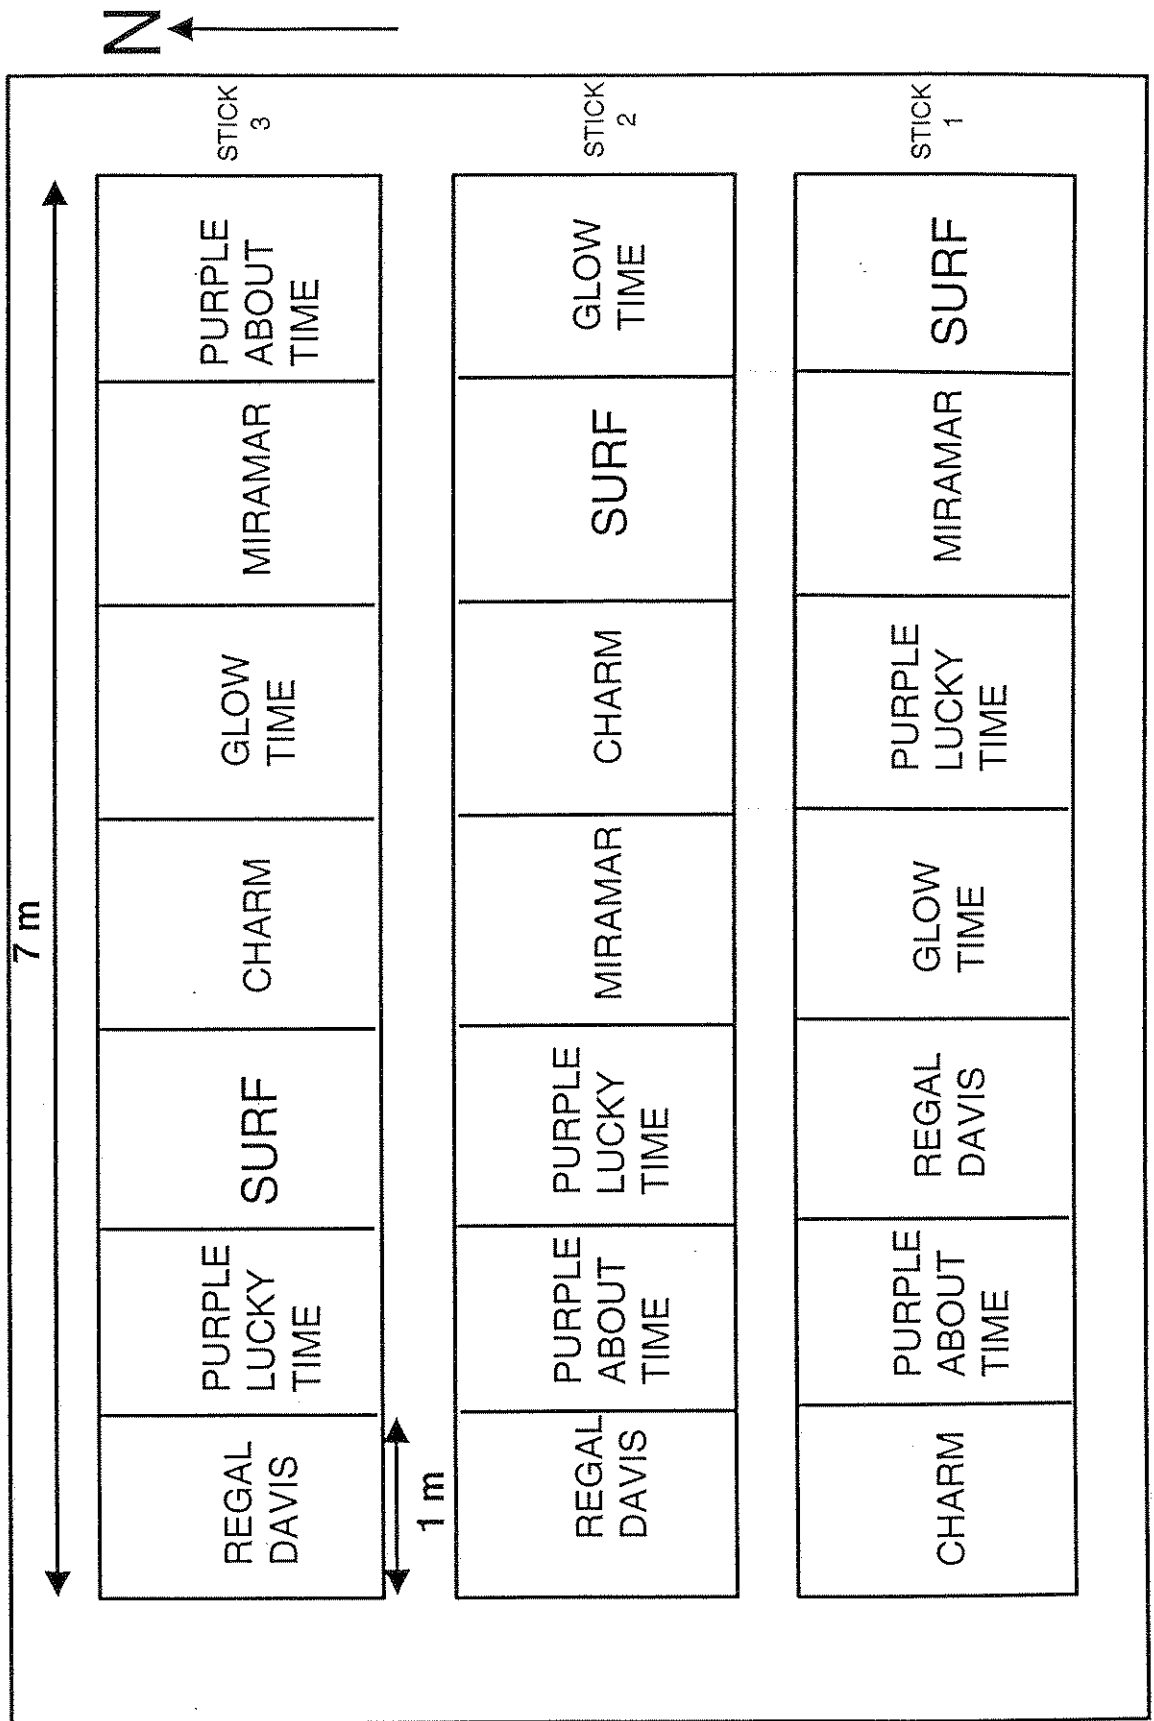 N
7 m
REGAL
DAVIS
PURPLE
LUCKY
TIME
SURF
CHARM
GLOW
TIME
MIRAMAR
PURPLE
ABOUT
TIME
STICK
3
1 m
REGAL
DAVIS
PURPLE
ABOUT
TIME
PURPLE
LUCKY
TIME
MIRAMAR
CHARM
SURF
GLOW
TIME
STICK
2
CHARM
PURPLE
ABOUT
TIME
REGAL
DAVIS
GLOW
TIME
PURPLE
LUCKY
TIME
MIRAMAR
SURF
STICK
1